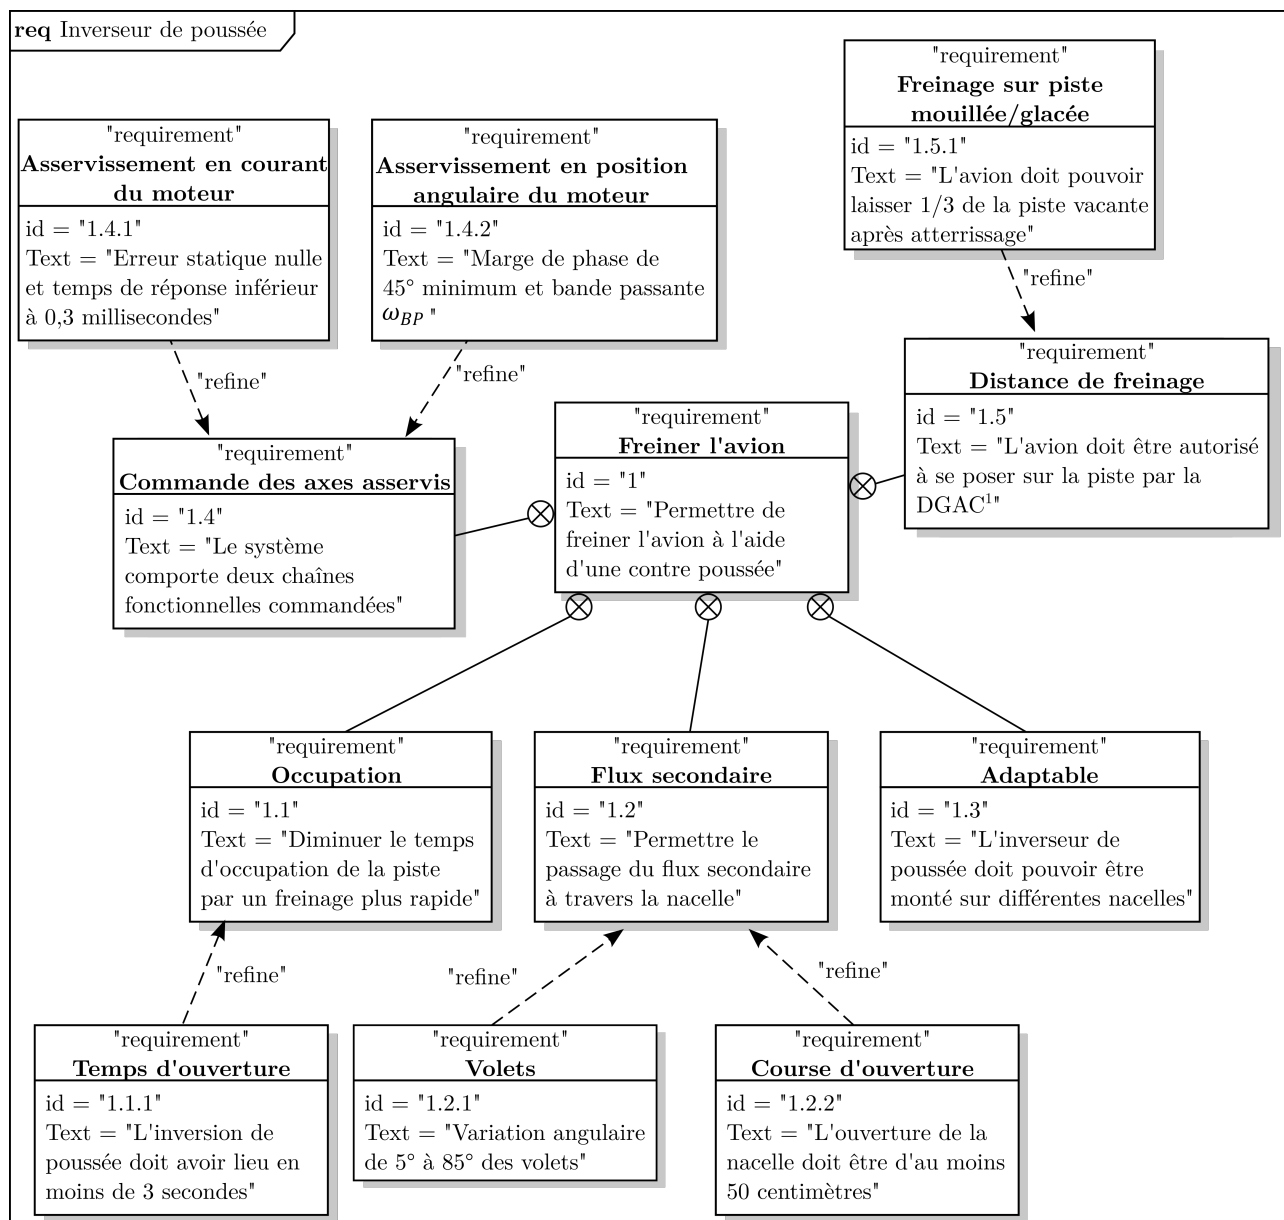 req Inverseur de poussée
"requirement"
Freinage sur piste
mouillée/glacée
id = "1.5.1"
Text = "L'avion doit pouvoir
laisser 1/3 de la piste vacante
après atterrissage"
"requirement"
Asservissement en courant
du moteur
id = "1.4.1"
Text = "Erreur statique nulle
et temps de réponse inférieur
à 0,3 millisecondes"
"requirement"
Asservissement en position
angulaire du moteur
id = "1.4.2"
Text = "Marge de phase de
45° minimum et bande passante
ω_BP "
"refine"
"refine"
"refine"
"requirement"
Distance de freinage
id = "1.5"
Text = "L'avion doit être autorisé
à se poser sur la piste par la
DGAC¹"
"requirement"
Commande des axes asservis
id = "1.4"
Text = "Le système
comporte deux chaînes
fonctionnelles commandées"
"requirement"
Freiner l'avion
id = "1"
Text = "Permettre de
freiner l'avion à l'aide
d'une contre poussée"
"requirement"
Occupation
id = "1.1"
Text = "Diminuer le temps
d'occupation de la piste
par un freinage plus rapide"
"requirement"
Flux secondaire
id = "1.2"
Text = "Permettre le
passage du flux secondaire
à travers la nacelle"
"requirement"
Adaptable
id = "1.3"
Text = "L'inverseur de
poussée doit pouvoir être
monté sur différentes nacelles"
"refine"
"refine"
"refine"
"requirement"
Temps d'ouverture
id = "1.1.1"
Text = "L'inversion de
poussée doit avoir lieu en
moins de 3 secondes"
"requirement"
Volets
id = "1.2.1"
Text = "Variation angulaire
de 5° à 85° des volets"
"requirement"
Course d'ouverture
id = "1.2.2"
Text = "L'ouverture de la
nacelle doit être d'au moins
50 centimètres"